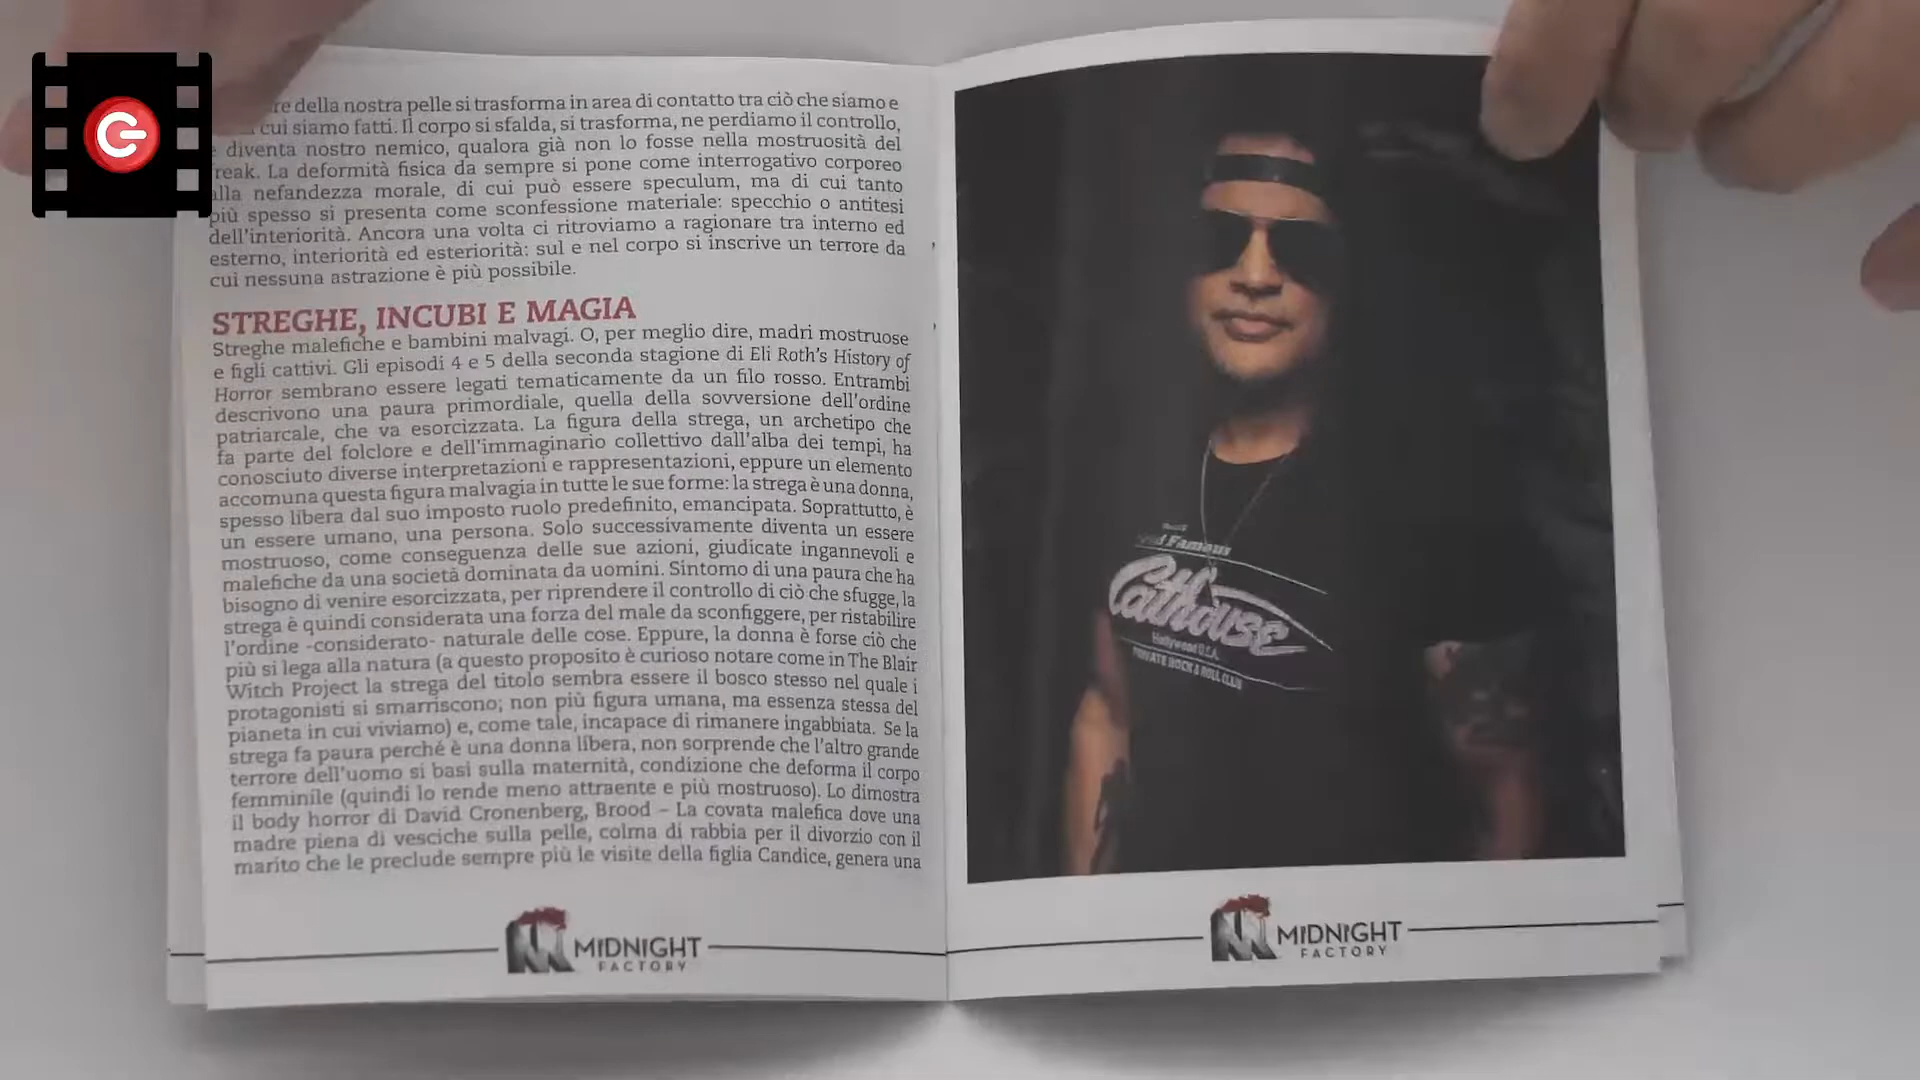 della nostra pelle si trasforma in area di contatto tra ciò che siamo e
cui siamo fatti. Il corpo si sfalda, si trasforma, ne perdiamo il controllo,
e diventa nostro nemico, qualora già non lo fosse nella mostruosità del
freak. La deformità fisica da sempre si pone come interrogativo corporeo
alla nefandezza morale, di cui può essere speculum, ma di cui tanto
più spesso si presenta come sconfessione materiale: specchio o antitesi
dell'interiorità. Ancora una volta ci ritroviamo a ragionare tra interno ed
esterno, interiorità ed esteriorità: sul e nel corpo si inscrive un terrore da
cui nessuna astrazione è più possibile.
STREGHE, INCUBI E MAGIA
Streghe malefiche e bambini malvagi. O, per meglio dire, madri mostruose
e figli cattivi. Gli episodi 4 e 5 della seconda stagione di Eli Roth's History of
Horror sembrano essere legati tematicamente da un filo rosso. Entrambi
descrivono una paura primordiale, quella della sovversione dell'ordine
patriarcale, che va esorcizzata. La figura della strega, un archetipo che
fa parte del folclore e dell'immaginario collettivo dall'alba dei tempi, ha
conosciuto diverse interpretazioni e rappresentazioni, eppure un elemento
accomuna questa figura malvagia in tutte le sue forme: la strega è una donna,
spesso libera dal suo imposto ruolo predefinito, emancipata. Soprattutto, è
un essere umano, una persona. Solo successivamente diventa un essere
mostruoso, come conseguenza delle sue azioni, giudicate ingannevoli e
malefiche da una società dominata da uomini. Sintomo di una paura che ha
bisogno di venire esorcizzata, per riprendere il controllo di ciò che sfugge, la
strega è quindi considerata una forza del male da sconfiggere, per ristabilire
l'ordine -considerato- naturale delle cose. Eppure, la donna è forse ciò che
più si lega alla natura (a questo proposito è curioso notare come in The Blair
Witch Project la strega del titolo sembra essere il bosco stesso nel quale i
protagonisti si smarriscono; non più figura umana, ma essenza stessa del
pianeta in cui viviamo) e, come tale, incapace di rimanere ingabbiata. Se la
strega fa paura perché è una donna libera, non sorprende che l'altro grande
terrore dell'uomo si basi sulla maternità, condizione che deforma il corpo
femminile (quindi lo rende meno attraente e più mostruoso). Lo dimostra
il body horror di David Cronenberg, Brood – La covata malefica dove una
madre piena di vesciche sulla pelle, colma di rabbia per il divorzio con il
marito che le preclude sempre più le visite della figlia Candice, genera una
MIDNIGHT
FACTORY
Famous
Cathouse
Hollywood U.S.A.
PRIVATE ROCK & ROLL CLUB
MIDNIGHT
FACTORY